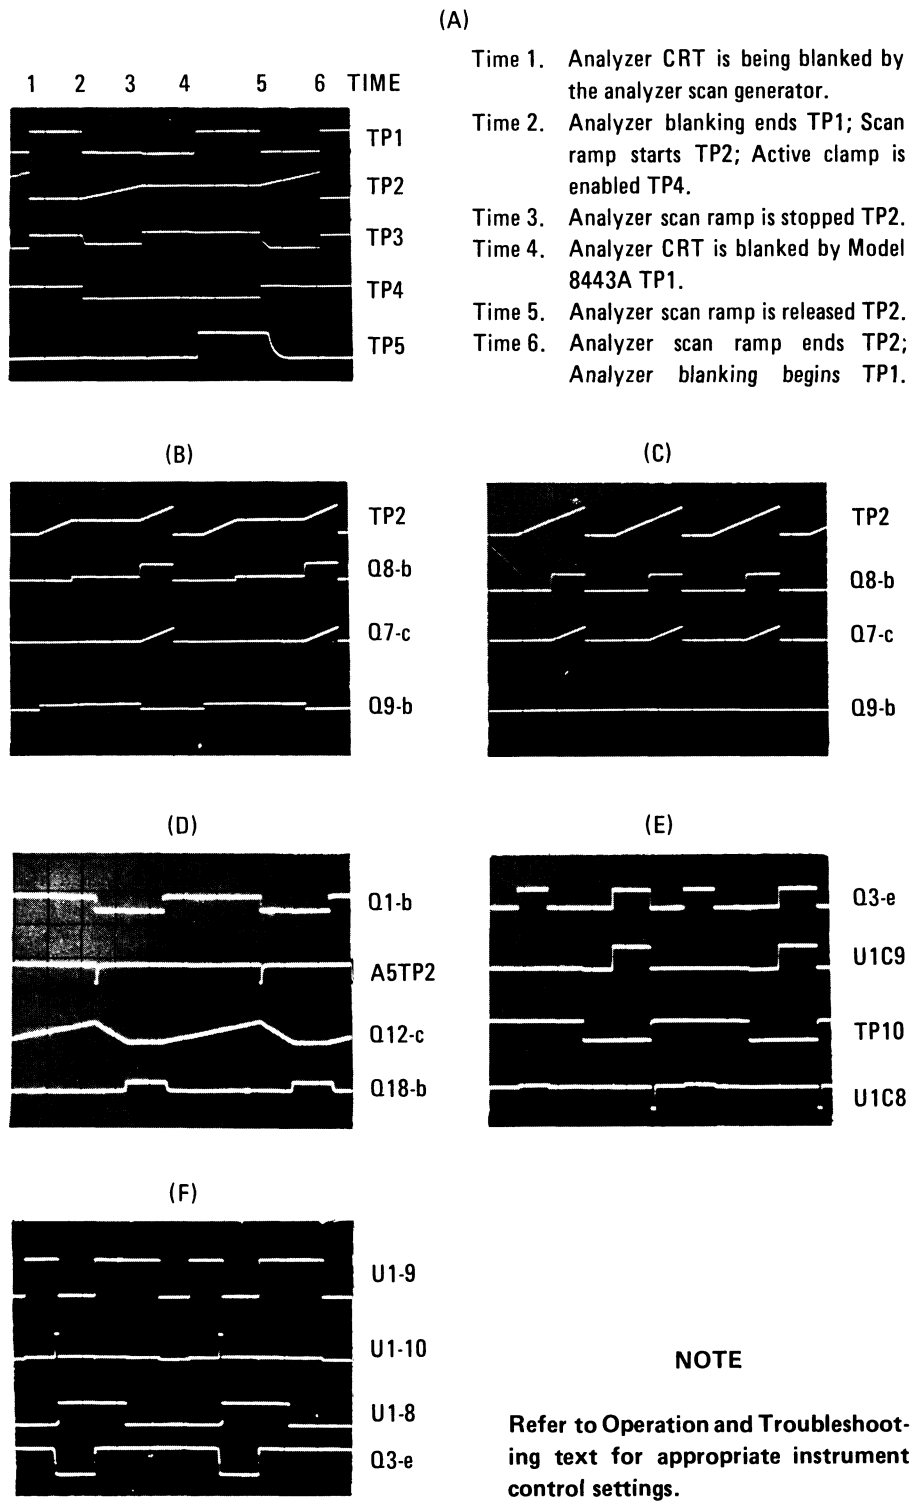 (A)
1 2 3 4 5 6 TIME
TP1
TP2
TP3
TP4
TP5
Time 1. Analyzer CRT is being blanked by
the analyzer scan generator.
Time 2. Analyzer blanking ends TP1; Scan
ramp starts TP2; Active clamp is
enabled TP4.
Time 3. Analyzer scan ramp is stopped TP2.
Time 4. Analyzer CRT is blanked by Model
8443A TP1.
Time 5. Analyzer scan ramp is released TP2.
Time 6. Analyzer scan ramp ends TP2;
Analyzer blanking begins TP1.
(B)
TP2
Q8-b
Q7-c
Q9-b
(C)
TP2
Q8-b
Q7-c
Q9-b
(D)
Q1-b
A5TP2
Q12-c
Q18-b
(E)
Q3-e
U1C9
TP10
U1C8
(F)
U1-9
U1-10
U1-8
Q3-e
NOTE
Refer to Operation and Troubleshoot-
ing text for appropriate instrument
control settings.